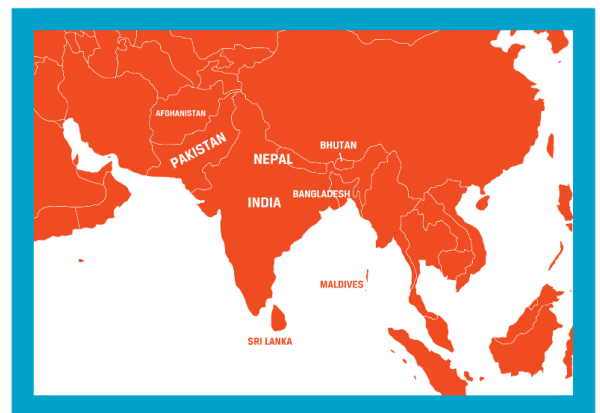 AFGHANISTAN
PAKISTAN
BHUTAN
NEPAL
BANGLADESH
INDIA
MALDIVES
SRI LANKA